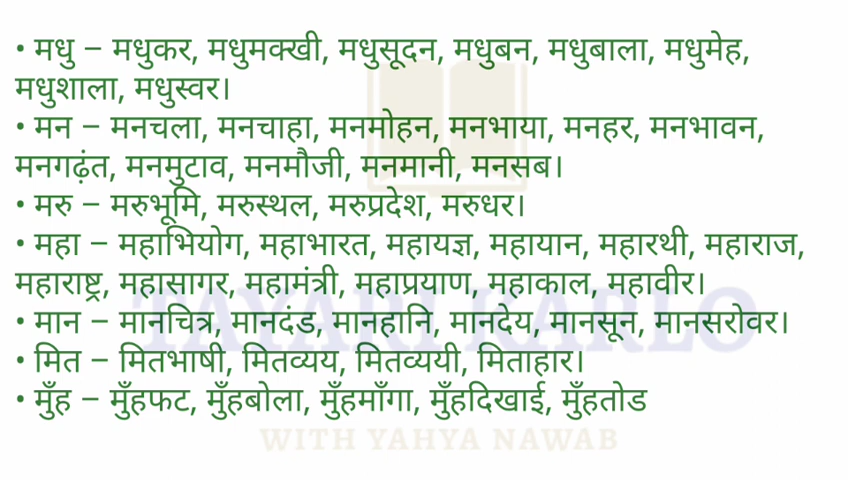 • मधु – मधुकर, मधुमक्खी, मधुसूदन, मधुबन, मधुबाला, मधुमेह,
मधुशाला, मधुस्वर।
• मन – मनचला, मनचाहा, मनमोहन, मनभाया, मनहर, मनभावन,
मनगढ़ंत, मनमुटाव, मनमौजी, मनमानी, मनसब।
• मरु – मरुभूमि, मरुस्थल, मरुप्रदेश, मरुधर।
• महा – महाभियोग, महाभारत, महायज्ञ, महायान, महारथी, महाराज,
महाराष्ट्र, महासागर, महामंत्री, महाप्रयाण, महाकाल, महावीर।
• मान – मानचित्र, मानदंड, मानहानि, मानदेय, मानसून, मानसरोवर।
• मित – मितभाषी, मितव्यय, मितव्ययी, मिताहार।
• मुँह – मुँहफट, मुँहबोला, मुँहमाँगा, मुँहदिखाई, मुँहतोड
TAYARI KARLO
WITH YAHYA NAWAB